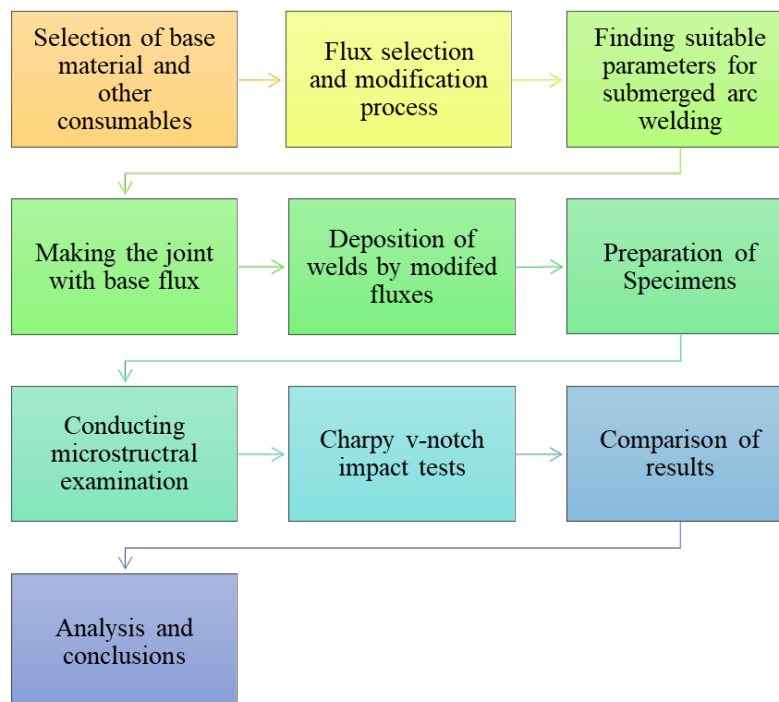 Selection of base
material and
other
consumables
Flux selection
and modification
process
Finding suitable
parameters for
submerged arc
welding
Making the joint
with base flux
Deposition of
welds by modifed
fluxes
Preparation of
Specimens
Conducting
microstructral
examination
Charpy v-notch
impact tests
Comparison of
results
Analysis and
conclusions